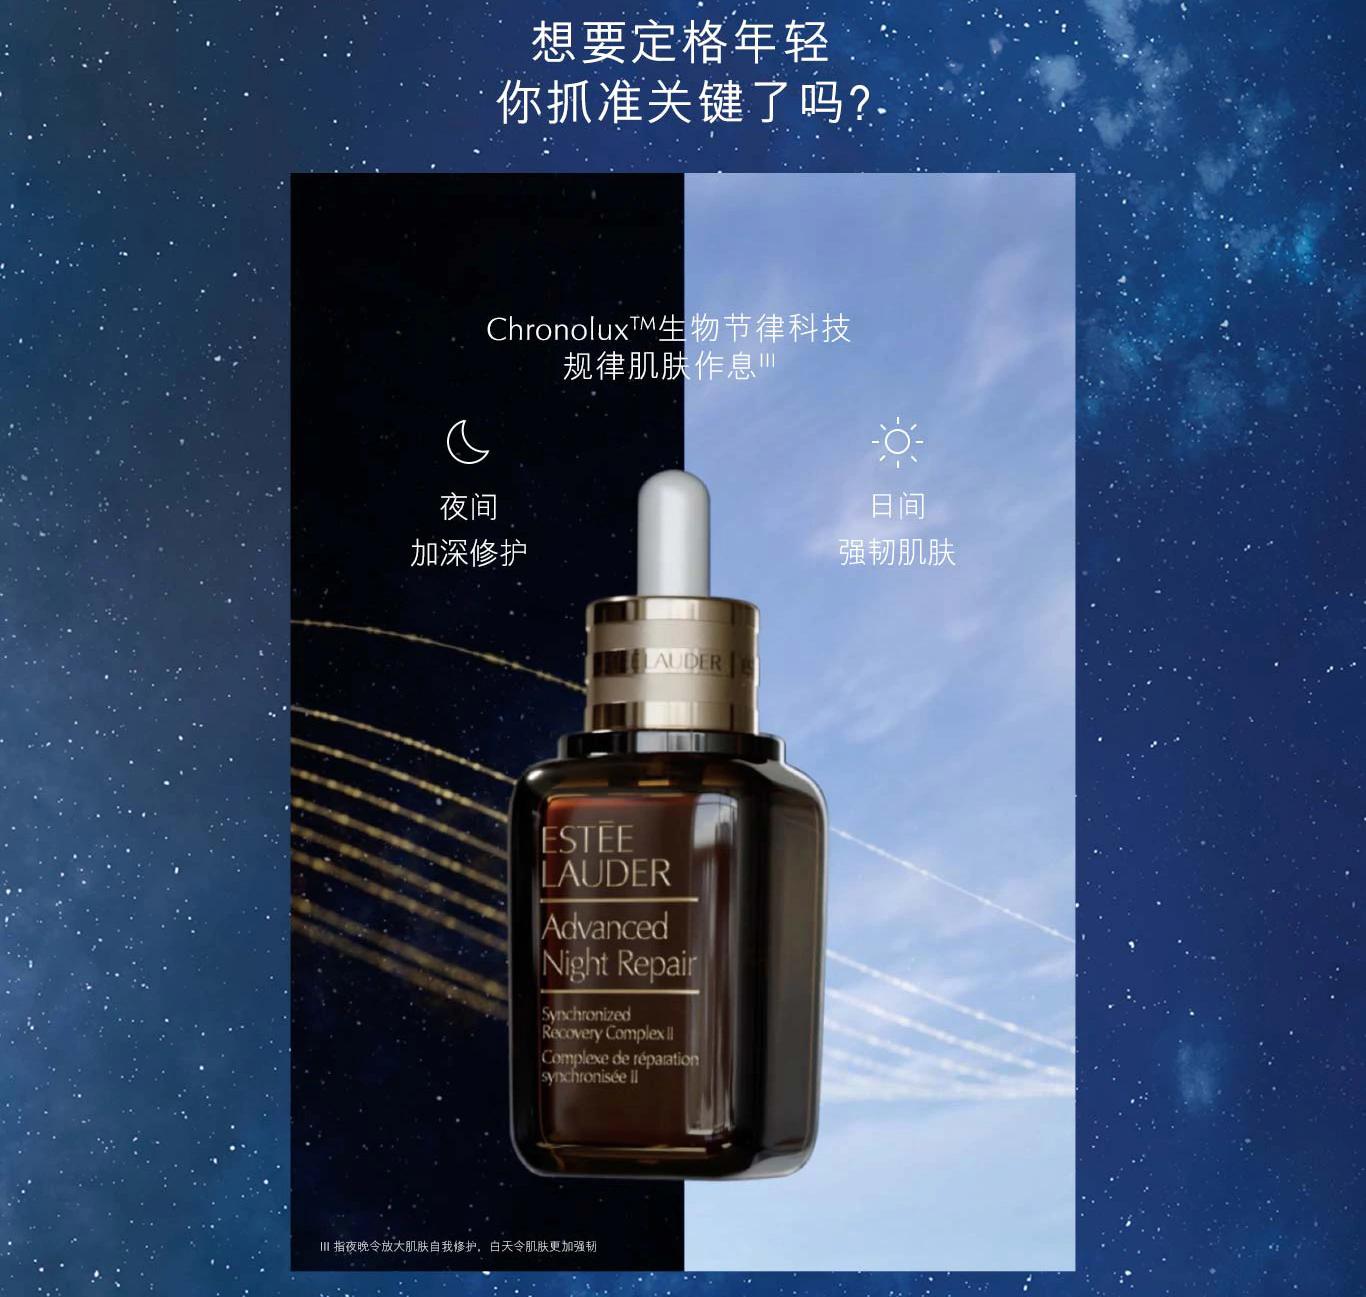 想要定格年轻
你抓准关键了吗?
Chronolux™生物节律科技
规律肌肤作息III
夜间
加深修护
日间
强韧肌肤
LAUDER
ESTĒE
LAUDER
Advanced
Night Repair
Synchronized
Recovery Complex II
Complexe de réparation
synchronisée II
III 指夜晚令放大肌肤自我修护，白天令肌肤更加强韧